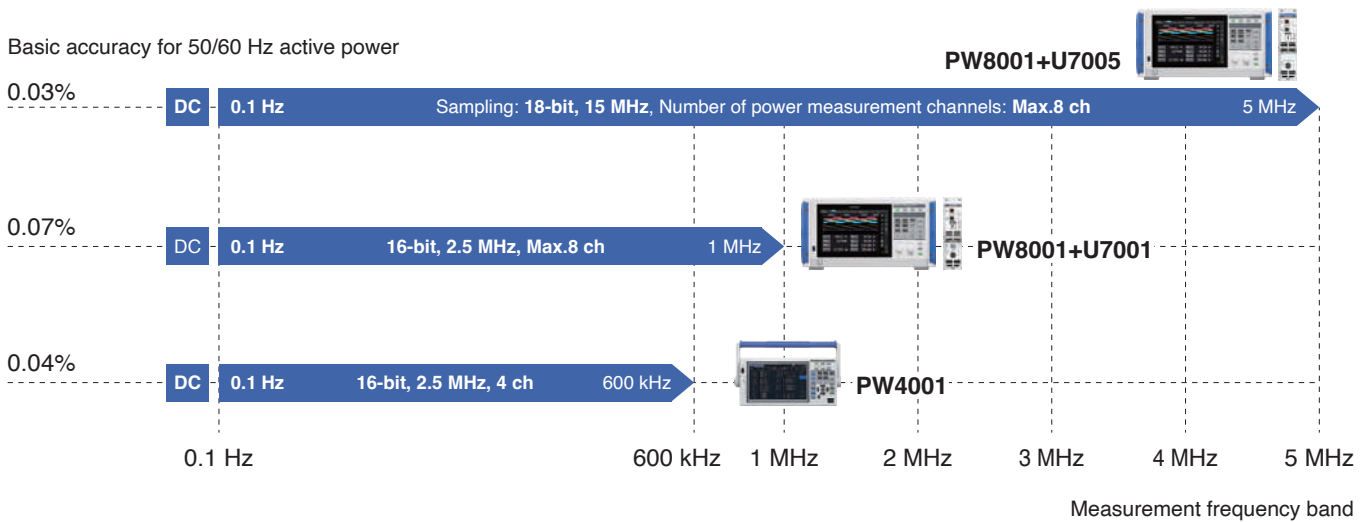 Basic accuracy for 50/60 Hz active power
PW8001+U7005
0.03%
DC 0.1 Hz Sampling: 18-bit, 15 MHz, Number of power measurement channels: Max.8 ch 5 MHz
0.07%
DC 0.1 Hz 16-bit, 2.5 MHz, Max.8 ch 1 MHz
PW8001+U7001
0.04%
DC 0.1 Hz 16-bit, 2.5 MHz, 4 ch 600 kHz
PW4001
0.1 Hz 600 kHz 1 MHz 2 MHz 3 MHz 4 MHz 5 MHz
Measurement frequency band